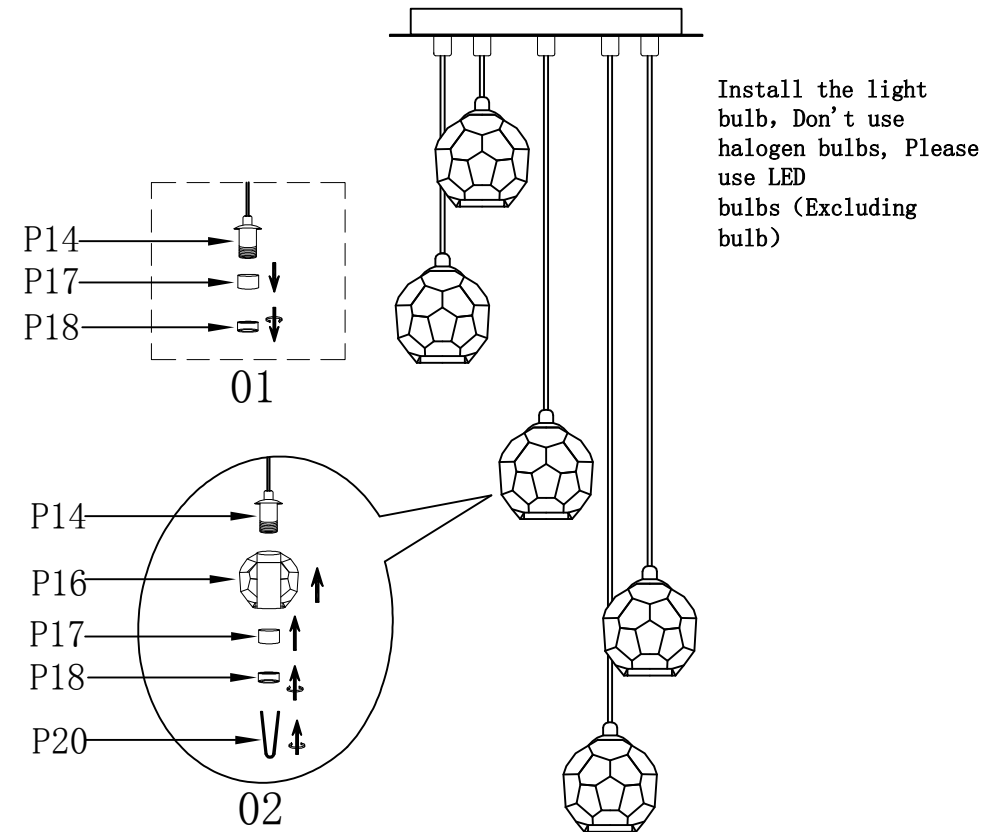 Install the light
bulb, Don't use
halogen bulbs, Please
use LED
bulbs (Excluding
bulb)
P14
P17
P18
01
P14
P16
P17
P18
P20
02